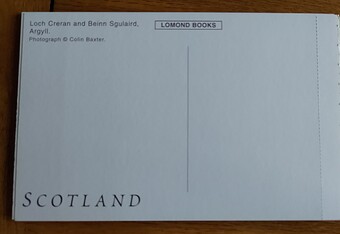 Loch Creran and Beinn Sgulaird,
Argyll.
Photograph © Colin Baxter.
LOMOND BOOKS
SCOTLAND